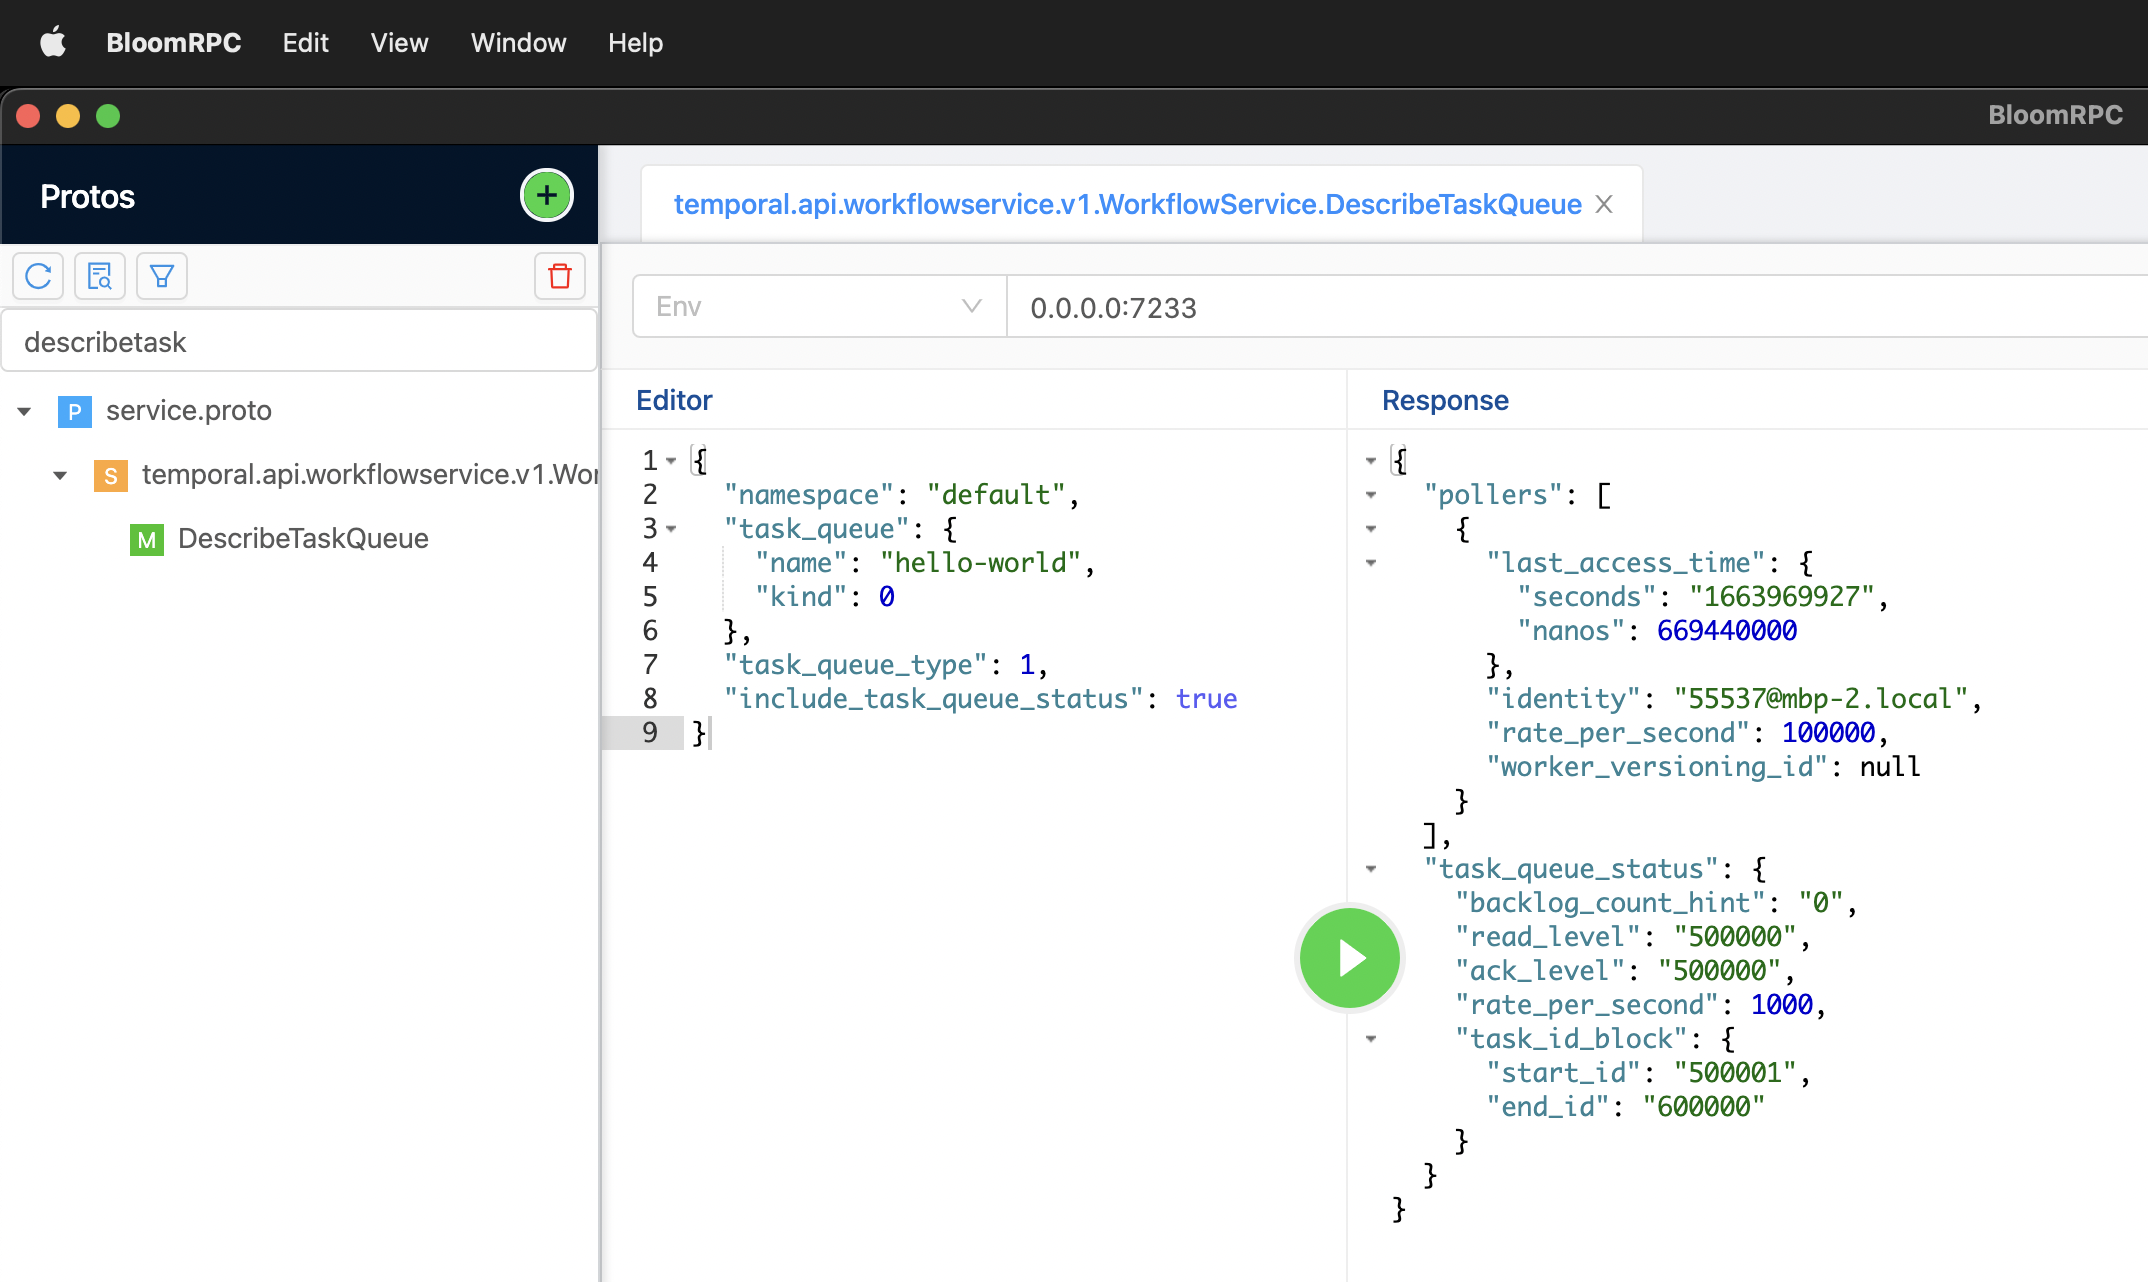 BloomRPC Edit View Window Help
BloomRPC
Protos
temporal.api.workflowservice.v1.WorkflowService.DescribeTaskQueue
Env
0.0.0.0:7233
describetask
P service.proto
S temporal.api.workflowservice.v1.Wor
M DescribeTaskQueue
Editor
1 {
2 "namespace": "default",
3 "task_queue": {
4 "name": "hello-world",
5 "kind": 0
6 },
7 "task_queue_type": 1,
8 "include_task_queue_status": true
9 }
Response
{
"pollers": [
{
"last_access_time": {
"seconds": "1663969927",
"nanos": 669440000
},
"identity": "55537@mbp-2.local",
"rate_per_second": 100000,
"worker_versioning_id": null
}
],
"task_queue_status": {
"backlog_count_hint": "0",
"read_level": "500000",
"ack_level": "500000",
"rate_per_second": 1000,
"task_id_block": {
"start_id": "500001",
"end_id": "600000"
}
}
}